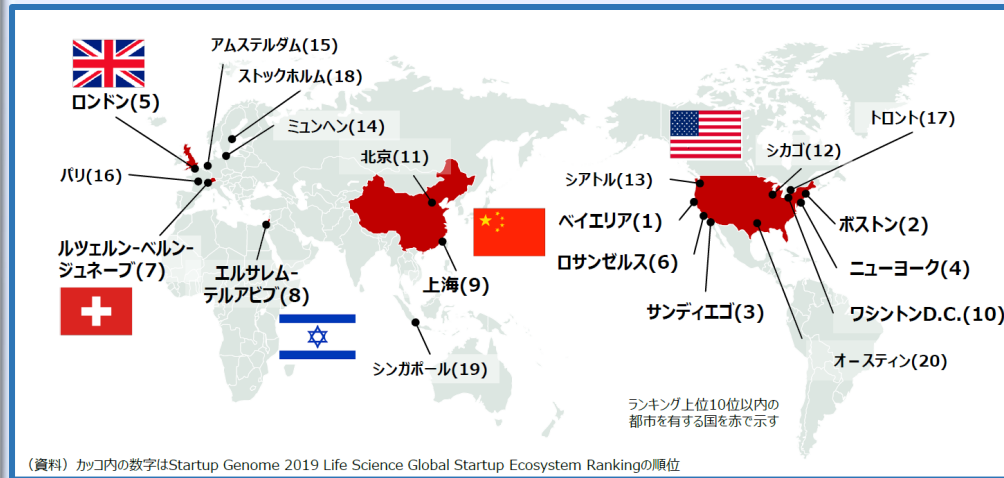 アムステルダム(15)
ストックホルム(18)
ロンドン(5)
ミュンヘン(14)
パリ(16)
ルツェルン-ベルン-
ジュネーブ(7)
エルサレム-
テルアビブ(8)
北京(11)
上海(9)
シンガポール(19)
トロント(17)
シカゴ(12)
シアトル(13)
ベイエリア(1)
ボストン(2)
ロサンゼルス(6)
ニューヨーク(4)
サンディエゴ(3)
ワシントンD.C.(10)
オースティン(20)
ランキング上位10位以内の
都市を有する国を赤で示す
（資料）カッコ内の数字はStartup Genome 2019 Life Science Global Startup Ecosystem Rankingの順位